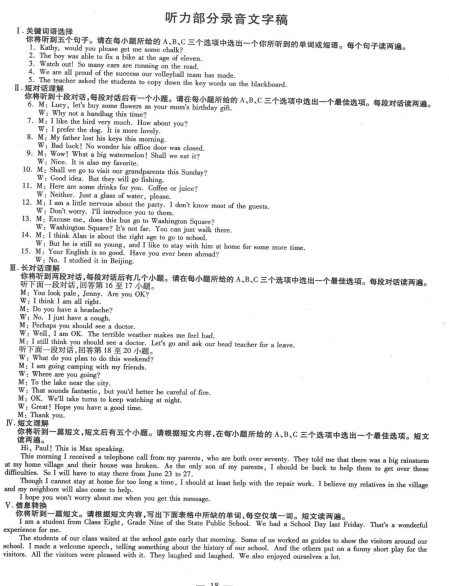 听力部分录音文字稿
Ⅰ.关键词语选择
你将听到五个句子。请在每小题所给的 A、B、C 三个选项中选出一个你所听到的单词或短语。每个句子读两遍。
1. Kathy, would you please get me some chalk?
2. The boy was able to fix a bike at the age of eleven.
3. Watch out! So many cars are running on the road.
4. We are all proud of the success our volleyball team has made.
5. The teacher asked the students to copy down the key words on the blackboard.
Ⅱ.短对话理解
你将听到十段对话,每段对话后有一个小题。请在每小题所给的 A、B、C 三个选项中选出一个最佳选项。每段对话读两遍。
6. M: Lucy, let's buy some flowers as your mum's birthday gift.
W: Why not a handbag this time?
7. M: I like the bird very much. How about you?
W: I prefer the dog. It is more lovely.
8. M: My father lost his keys this morning.
W: Bad luck! No wonder his office door was closed.
9. M: Wow! What a big watermelon! Shall we eat it?
W: Nice. It is also my favorite.
10. M: Shall we go to visit our grandparents this Sunday?
W: Good idea. But they will go fishing.
11. M: Here are some drinks for you. Coffee or juice?
W: Neither. Just a glass of water, please.
12. M: I am a little nervous about the party. I don't know most of the guests.
W: Don't worry. I'll introduce you to them.
13. M: Excuse me, does this bus go to Washington Square?
W: Washington Square? It's not far. You can just walk there.
14. M: I think Alan is about the right age to go to school.
W: But he is still so young, and I like to stay with him at home for some more time.
15. M: Your English is so good. Have you ever been abroad?
W: No. I studied it in Beijing.
Ⅲ.长对话理解
你将听到两段对话,每段对话后有几个小题。请在每小题所给的 A、B、C 三个选项中选出一个最佳选项。每段对话读两遍。
听下面一段对话,回答第 16 至 17 小题。
M: You look pale, Jenny. Are you OK?
W: I think I am all right.
M: Do you have a headache?
W: No. I just have a cough.
M: Perhaps you should see a doctor.
W: Well, I am OK. The terrible weather makes me feel bad.
M: I still think you should see a doctor. Let's go and ask our head teacher for a leave.
听下面一段对话,回答第 18 至 20 小题。
W: What do you plan to do this weekend?
M: I am going camping with my friends.
W: Where are you going?
M: To the lake near the city.
W: That sounds fantastic, but you'd better be careful of fire.
M: OK. We'll take turns to keep watching at night.
W: Great! Hope you have a good time.
M: Thank you.
Ⅳ.短文理解
你将听到一篇短文,短文后有五个小题。请根据短文内容,在每小题所给的 A、B、C 三个选项中选出一个最佳选项。短文
读两遍。
Hi, Paul! This is Max speaking.
This morning I received a telephone call from my parents, who are both over seventy. They told me that there was a big rainstorm
at my home village and their house was broken. As the only son of my parents, I should be back to help them to get over these
difficulties. So I will have to stay there from June 23 to 27.
Though I cannot stay at home for too long a time, I should at least help with the repair work. I believe my relatives in the village
and my neighbors will also come to help.
I hope you won't worry about me when you get this message.
Ⅴ.信息转换
你将听到一篇短文。请根据短文内容,写出下面表格中所缺的单词,每空仅填一词。短文读两遍。
I am a student from Class Eight, Grade Nine of the State Public School. We had a School Day last Friday. That's a wonderful
experience for me.
The students of our class waited at the school gate early that morning. Some of us worked as guides to show the visitors around our
school. I made a welcome speech, telling something about the history of our school. And the others put on a funny short play for the
visitors. All the visitors were pleased with it. They laughed and laughed. We also enjoyed ourselves a lot.
— 18 —